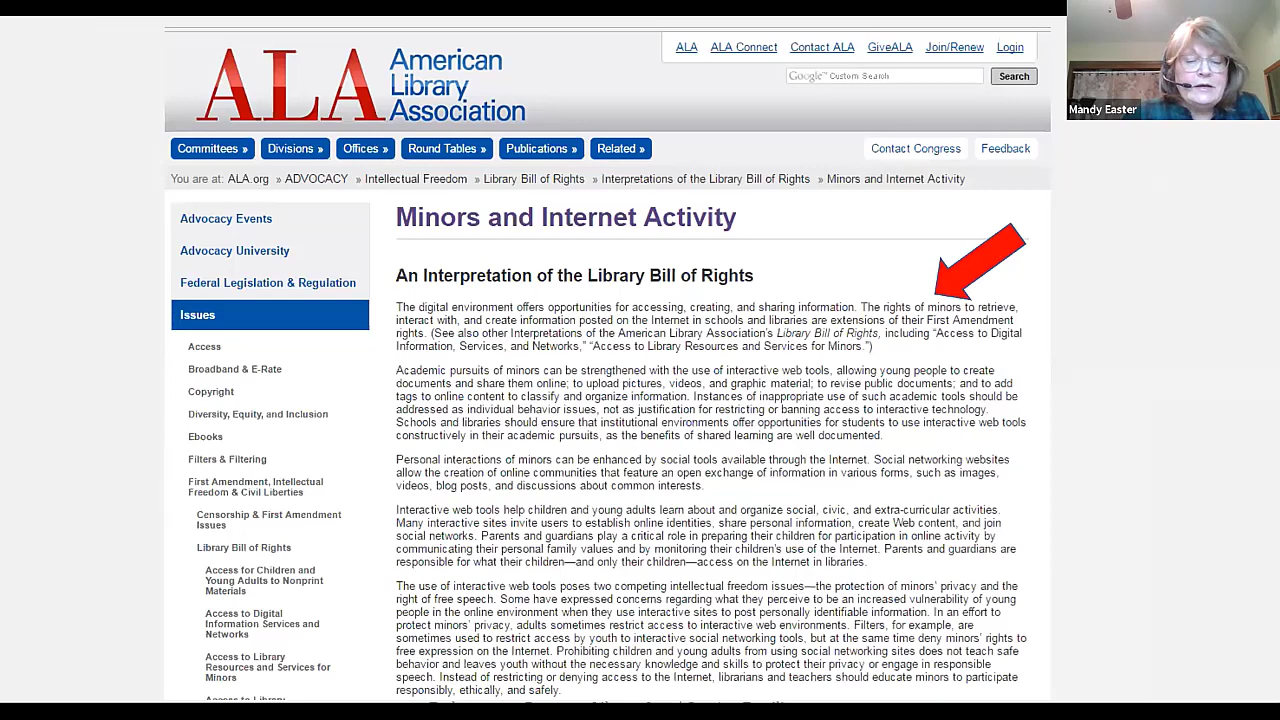 ALA American
Library
Association
ALA ALA Connect Contact ALA GiveALA Join/Renew Login
Google™ Custom Search Search
Mandy Easter
Committees » Divisions » Offices » Round Tables » Publications » Related » Contact Congress Feedback
You are at: ALA.org » ADVOCACY » Intellectual Freedom » Library Bill of Rights » Interpretations of the Library Bill of Rights » Minors and Internet Activity
Advocacy Events
Advocacy University
Federal Legislation & Regulation
Issues
Access
Broadband & E-Rate
Copyright
Diversity, Equity, and Inclusion
Ebooks
Filters & Filtering
First Amendment, Intellectual
Freedom & Civil Liberties
Censorship & First Amendment
Issues
Library Bill of Rights
Access for Children and
Young Adults to Nonprint
Materials
Access to Digital
Information Services and
Networks
Access to Library
Resources and Services for
Minors
Minors and Internet Activity
An Interpretation of the Library Bill of Rights
The digital environment offers opportunities for accessing, creating, and sharing information. The rights of minors to retrieve,
interact with, and create information posted on the Internet in schools and libraries are extensions of their First Amendment
rights. (See also other Interpretations of the American Library Association's Library Bill of Rights, including “Access to Digital
Information, Services, and Networks,” “Access to Library Resources and Services for Minors.”)
Academic pursuits of minors can be strengthened with the use of interactive web tools, allowing young people to create
documents and share them online; to upload pictures, videos, and graphic material; to revise public documents; and to add
tags to online content to classify and organize information. Instances of inappropriate use of such academic tools should be
addressed as individual behavior issues, not as justification for restricting or banning access to interactive technology.
Schools and libraries should ensure that institutional environments offer opportunities for students to use interactive web tools
constructively in their academic pursuits, as the benefits of shared learning are well documented.
Personal interactions of minors can be enhanced by social tools available through the Internet. Social networking websites
allow the creation of online communities that feature an open exchange of information in various forms, such as images,
videos, blog posts, and discussions about common interests.
Interactive web tools help children and young adults learn about and organize social, civic, and extra-curricular activities.
Many interactive sites invite users to establish online identities, share personal information, create Web content, and join
social networks. Parents and guardians play a critical role in preparing their children for participation in online activity by
communicating their personal family values and by monitoring their children's use of the Internet. Parents and guardians are
responsible for what their children—and only their children—access on the Internet in libraries.
The use of interactive web tools poses two competing intellectual freedom issues—the protection of minors' privacy and the
right of free speech. Some have expressed concerns regarding what they perceive to be an increased vulnerability of young
people in the online environment when they use interactive sites to post personally identifiable information. In an effort to
protect minors' privacy, adults sometimes restrict access to interactive web environments. Filters, for example, are
sometimes used to restrict access by youth to interactive social networking tools, but at the same time deny minors' rights to
free expression on the Internet. Prohibiting children and young adults from using social networking sites does not teach safe
behavior and leaves youth without the necessary knowledge and skills to protect their privacy or engage in responsible
speech. Instead of restricting or denying access to the Internet, librarians and teachers should educate minors to participate
responsibly, ethically, and safely.